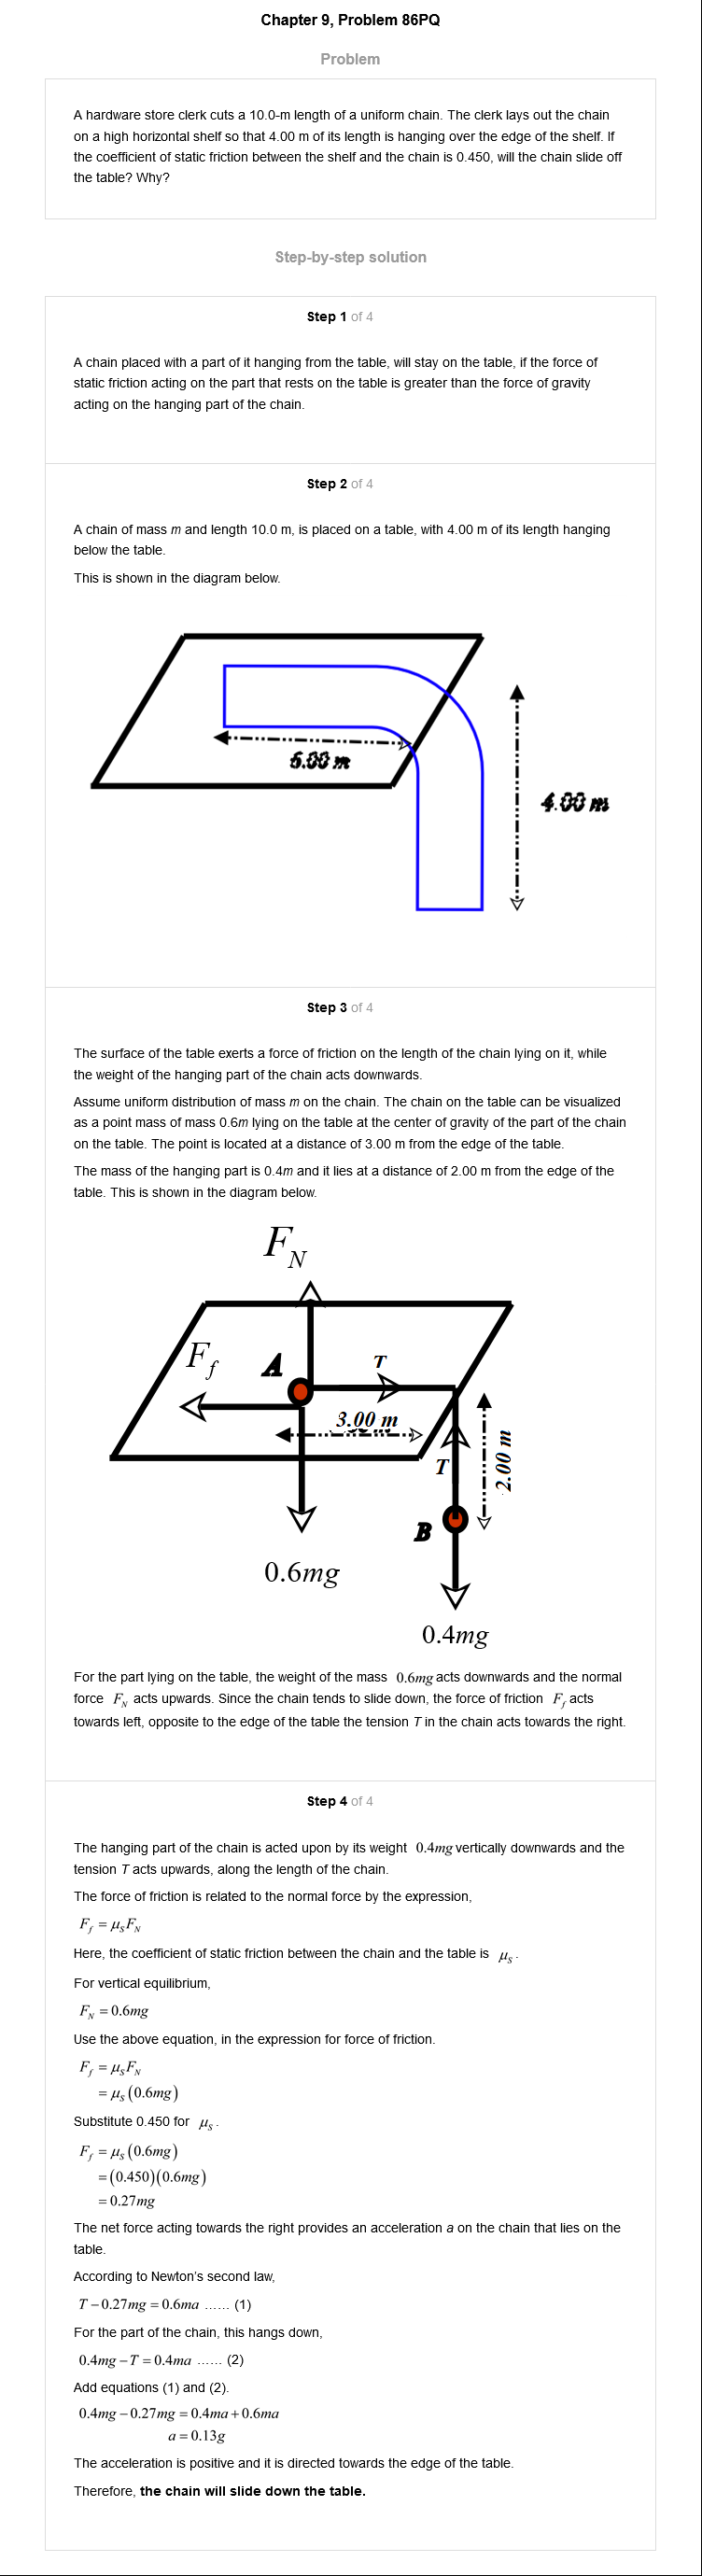 Chapter 9, Problem 86PQ
Problem
A hardware store clerk cuts a 10.0-m length of a uniform chain. The clerk lays out the chain
on a high horizontal shelf so that 4.00 m of its length is hanging over the edge of the shelf. If
the coefficient of static friction between the shelf and the chain is 0.450, will the chain slide off
the table? Why?
Step-by-step solution
Step 1 of 4
A chain placed with a part of it hanging from the table, will stay on the table, if the force of
static friction acting on the part that rests on the table is greater than the force of gravity
acting on the hanging part of the chain.
Step 2 of 4
A chain of mass m and length 10.0 m, is placed on a table, with 4.00 m of its length hanging
below the table.
This is shown in the diagram below.
6.00 m
4.00 m
Step 3 of 4
The surface of the table exerts a force of friction on the length of the chain lying on it, while
the weight of the hanging part of the chain acts downwards.
Assume uniform distribution of mass m on the chain. The chain on the table can be visualized
as a point mass of mass 0.6m lying on the table at the center of gravity of the part of the chain
on the table. The point is located at a distance of 3.00 m from the edge of the table.
The mass of the hanging part is 0.4m and it lies at a distance of 2.00 m from the edge of the
table. This is shown in the diagram below.
F_N
F_f A T
3.00 m
2.00 m
T
B
0.6mg
0.4mg
For the part lying on the table, the weight of the mass 0.6mg acts downwards and the normal
force F_N acts upwards. Since the chain tends to slide down, the force of friction F_f acts
towards left, opposite to the edge of the table the tension T in the chain acts towards the right.
Step 4 of 4
The hanging part of the chain is acted upon by its weight 0.4mg vertically downwards and the
tension T acts upwards, along the length of the chain.
The force of friction is related to the normal force by the expression,
F_f = μ_S F_N
Here, the coefficient of static friction between the chain and the table is μ_S.
For vertical equilibrium,
F_N = 0.6mg
Use the above equation, in the expression for force of friction.
F_f = μ_S F_N
= μ_S (0.6mg)
Substitute 0.450 for μ_S.
F_f = μ_S (0.6mg)
= (0.450)(0.6mg)
= 0.27mg
The net force acting towards the right provides an acceleration a on the chain that lies on the
table.
According to Newton's second law,
T − 0.27mg = 0.6ma ...... (1)
For the part of the chain, this hangs down,
0.4mg − T = 0.4ma ...... (2)
Add equations (1) and (2).
0.4mg − 0.27mg = 0.4ma + 0.6ma
a = 0.13g
The acceleration is positive and it is directed towards the edge of the table.
Therefore, the chain will slide down the table.